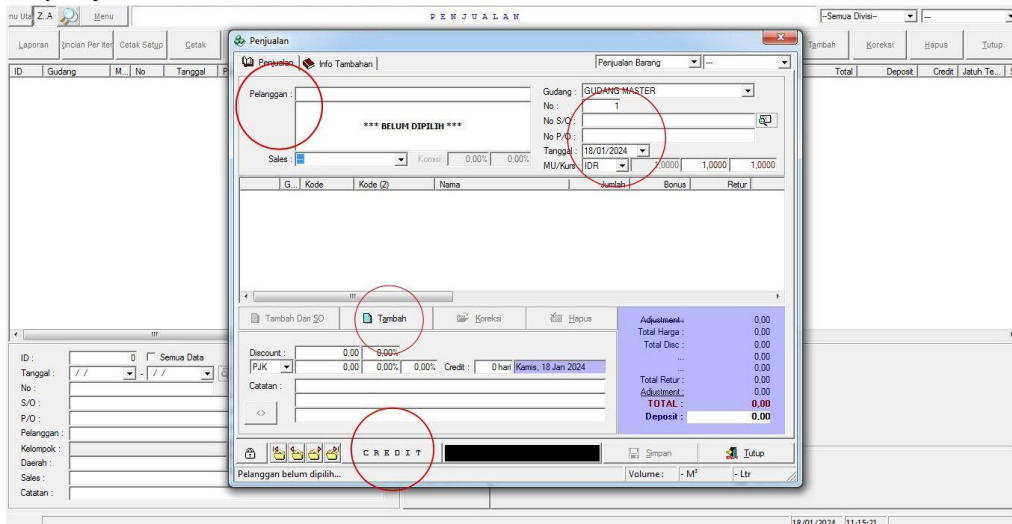 Z.A Menu P E N J U A L A N --Semua Divisi-- ---
Laporan Rincian Per Iter Cetak Setup Cetak Tambah Koreksi Hapus Tutup
ID Gudang M... No Tanggal Total Deposit Credit Jatuh Te...
Penjualan
Penjualan Info Tambahan Penjualan Barang ---
Pelanggan : Gudang : GUDANG MASTER
No : 1
*** BELUM DIPILIH *** No S/O :
No P/O :
Tanggal : 18/01/2024
Sales : --- Komisi : 0,00% 0,00% MU/Kurs : IDR 1,0000 1,0000 1,0000
G... Kode Kode (2) Nama Jumlah Bonus Retur
Tambah Dari SO Tambah Koreksi Hapus
Adjustment : 0,00
Total Harga : 0,00
Total Disc : 0,00
... 0,00
... 0,00
Total Retur : 0,00
Adjustment : 0,00
TOTAL : 0,00
Deposit : 0,00
Discount : 0,00 0,00%
PJK 0,00 0,00% 0,00% Credit : 0 hari Kamis, 18 Jan 2024
Catatan :
<>
C R E D I T Simpan Tutup
Pelanggan belum dipilih... Volume : - M³ - Ltr
ID : 0 Semua Data
Tanggal : / / - / /
No :
S/O :
P/O :
Pelanggan :
Kelompok :
Daerah :
Sales :
Catatan :
18/01/2024 11:15:21